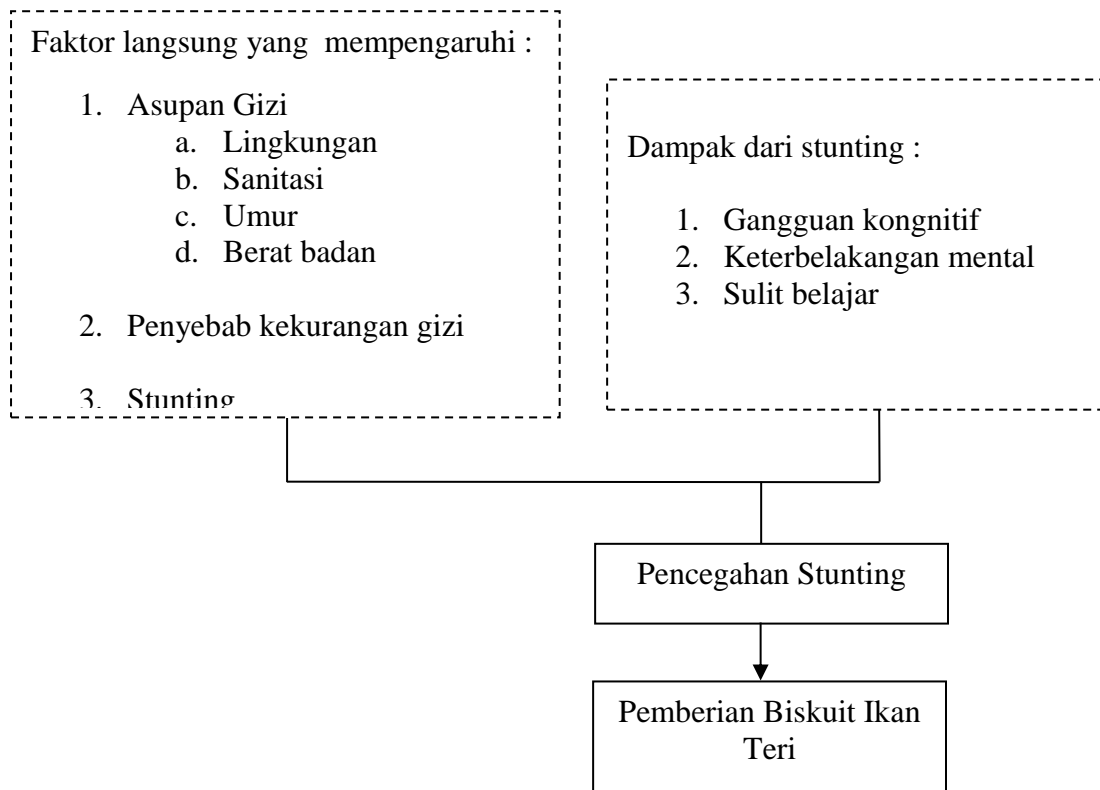 Faktor langsung yang mempengaruhi :
1. Asupan Gizi
a. Lingkungan
b. Sanitasi
c. Umur
d. Berat badan
2. Penyebab kekurangan gizi
3. Stunting
Dampak dari stunting :
1. Gangguan kongnitif
2. Keterbelakangan mental
3. Sulit belajar
Pencegahan Stunting
Pemberian Biskuit Ikan
Teri